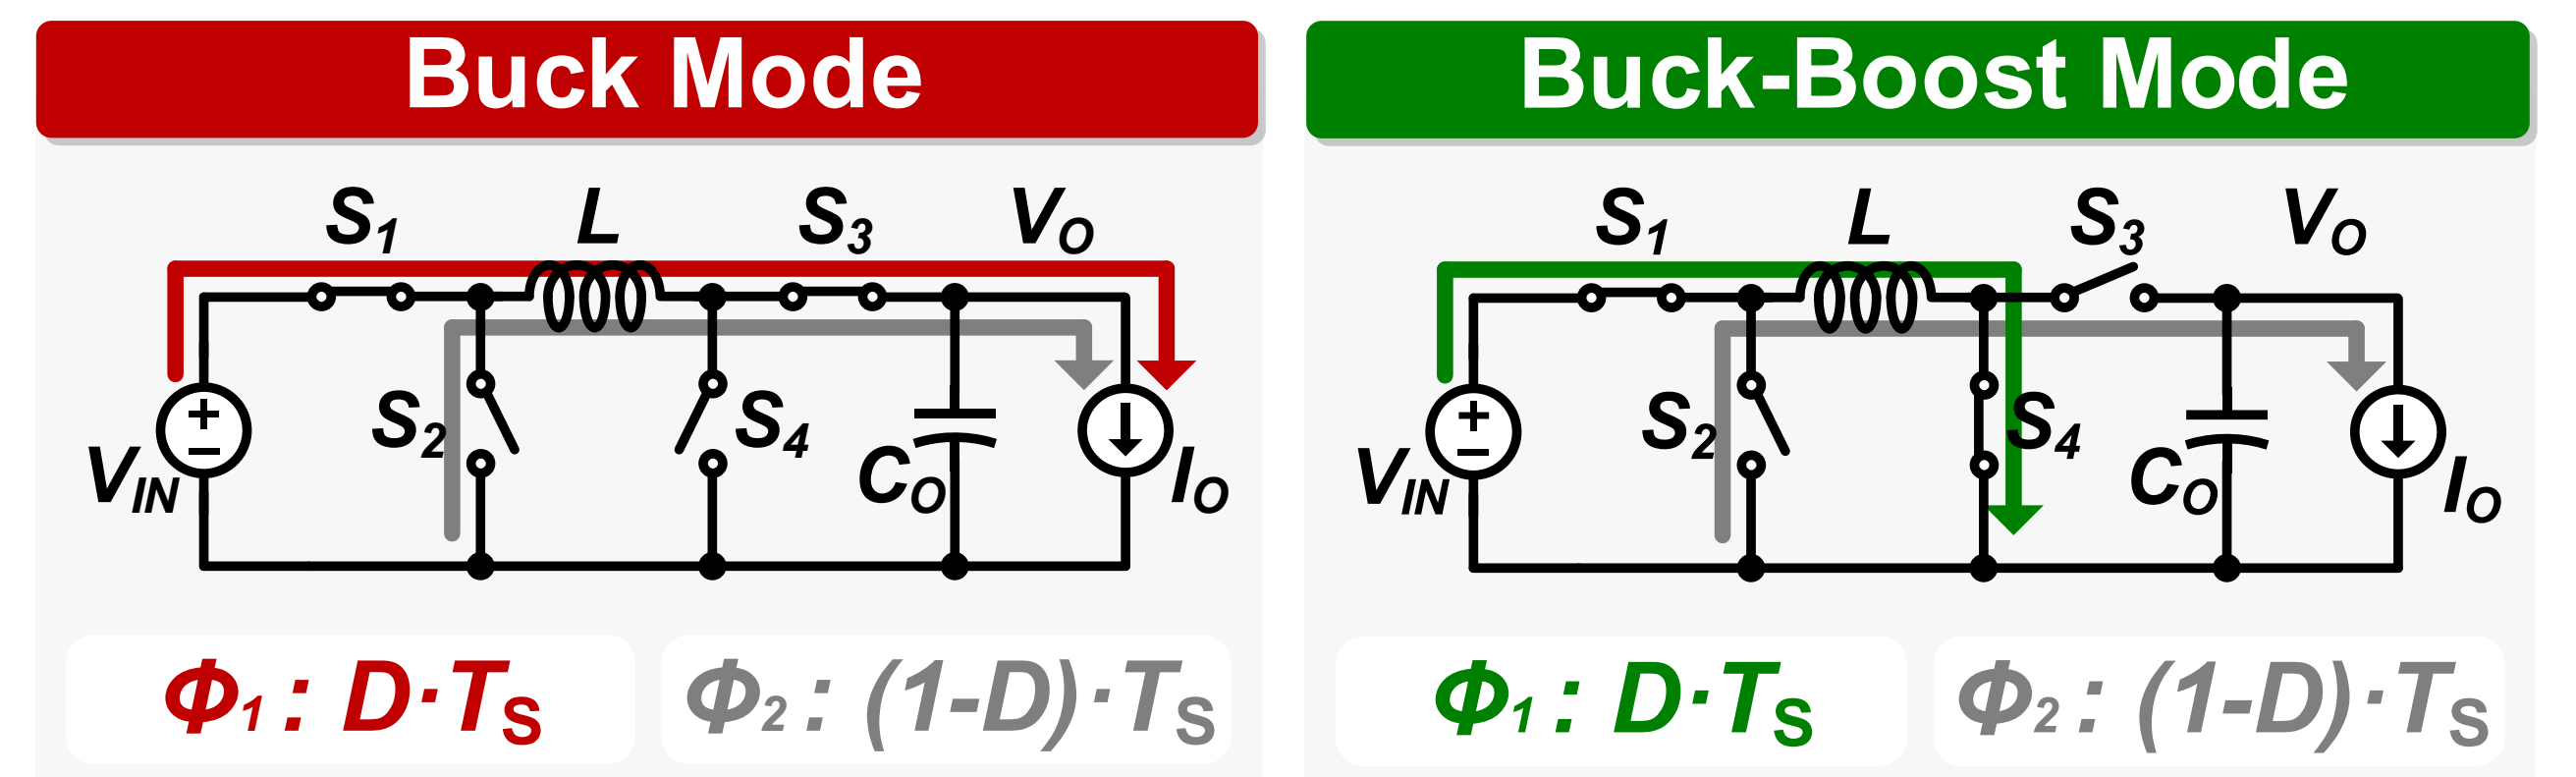 Buck Mode
S1 L S3 VO
+
−
S2 S4
VIN CO IO
Φ1 : D·TS Φ2 : (1-D)·TS
Buck-Boost Mode
S1 L S3 VO
+
−
S2 S4
VIN CO IO
Φ1 : D·TS Φ2 : (1-D)·TS